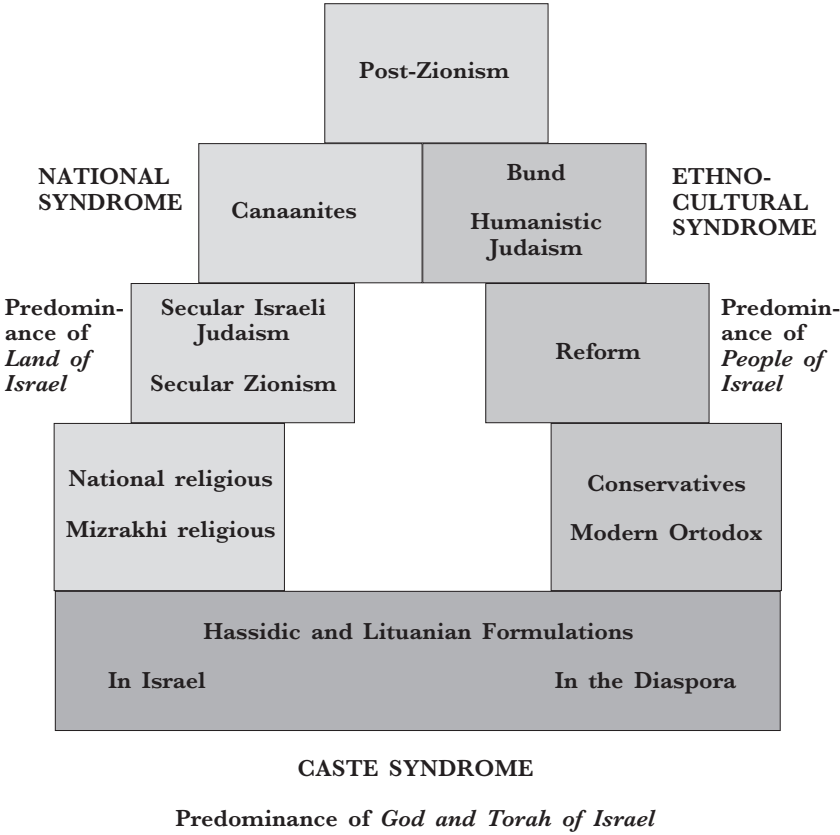 Post-Zionism
NATIONAL
SYNDROME
Canaanites
Bund
Humanistic
Judaism
ETHNO-
CULTURAL
SYNDROME
Predomin-
ance of
Land of
Israel
Secular Israeli
Judaism
Secular Zionism
Reform
Predomin-
ance of
People of
Israel
National religious
Mizrakhi religious
Conservatives
Modern Ortodox
Hassidic and Lituanian Formulations
In Israel
In the Diaspora
CASTE SYNDROME
Predominance of God and Torah of Israel